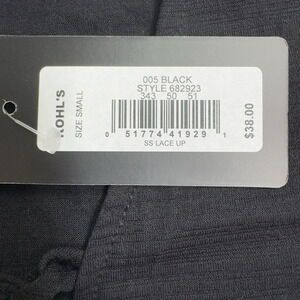 005 BLACK
STYLE 682923
343 50 51
0 51774 41929 1
SS LACE UP
KOHL'S
SIZE SMALL
$38.00